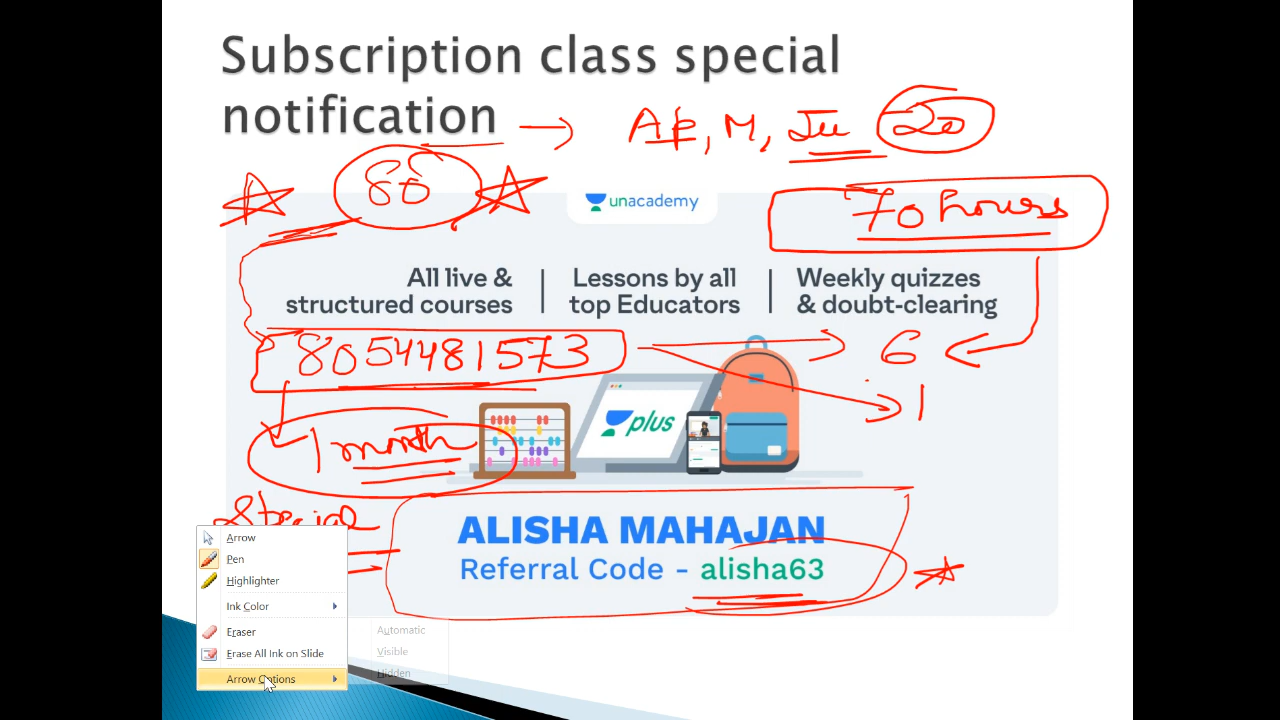 Subscription class special
notification → Ap, M, Ju 20
80
unacademy
70 hours
All live & structured courses | Lessons by all top Educators | Weekly quizzes & doubt-clearing
8054481573
6
1
plus
1 month
Special
ALISHA MAHAJAN
Referral Code - alisha63
Arrow
Pen
Highlighter
Ink Color
Eraser
Automatic
Erase All Ink on Slide
Visible
Arrow Options
Hidden